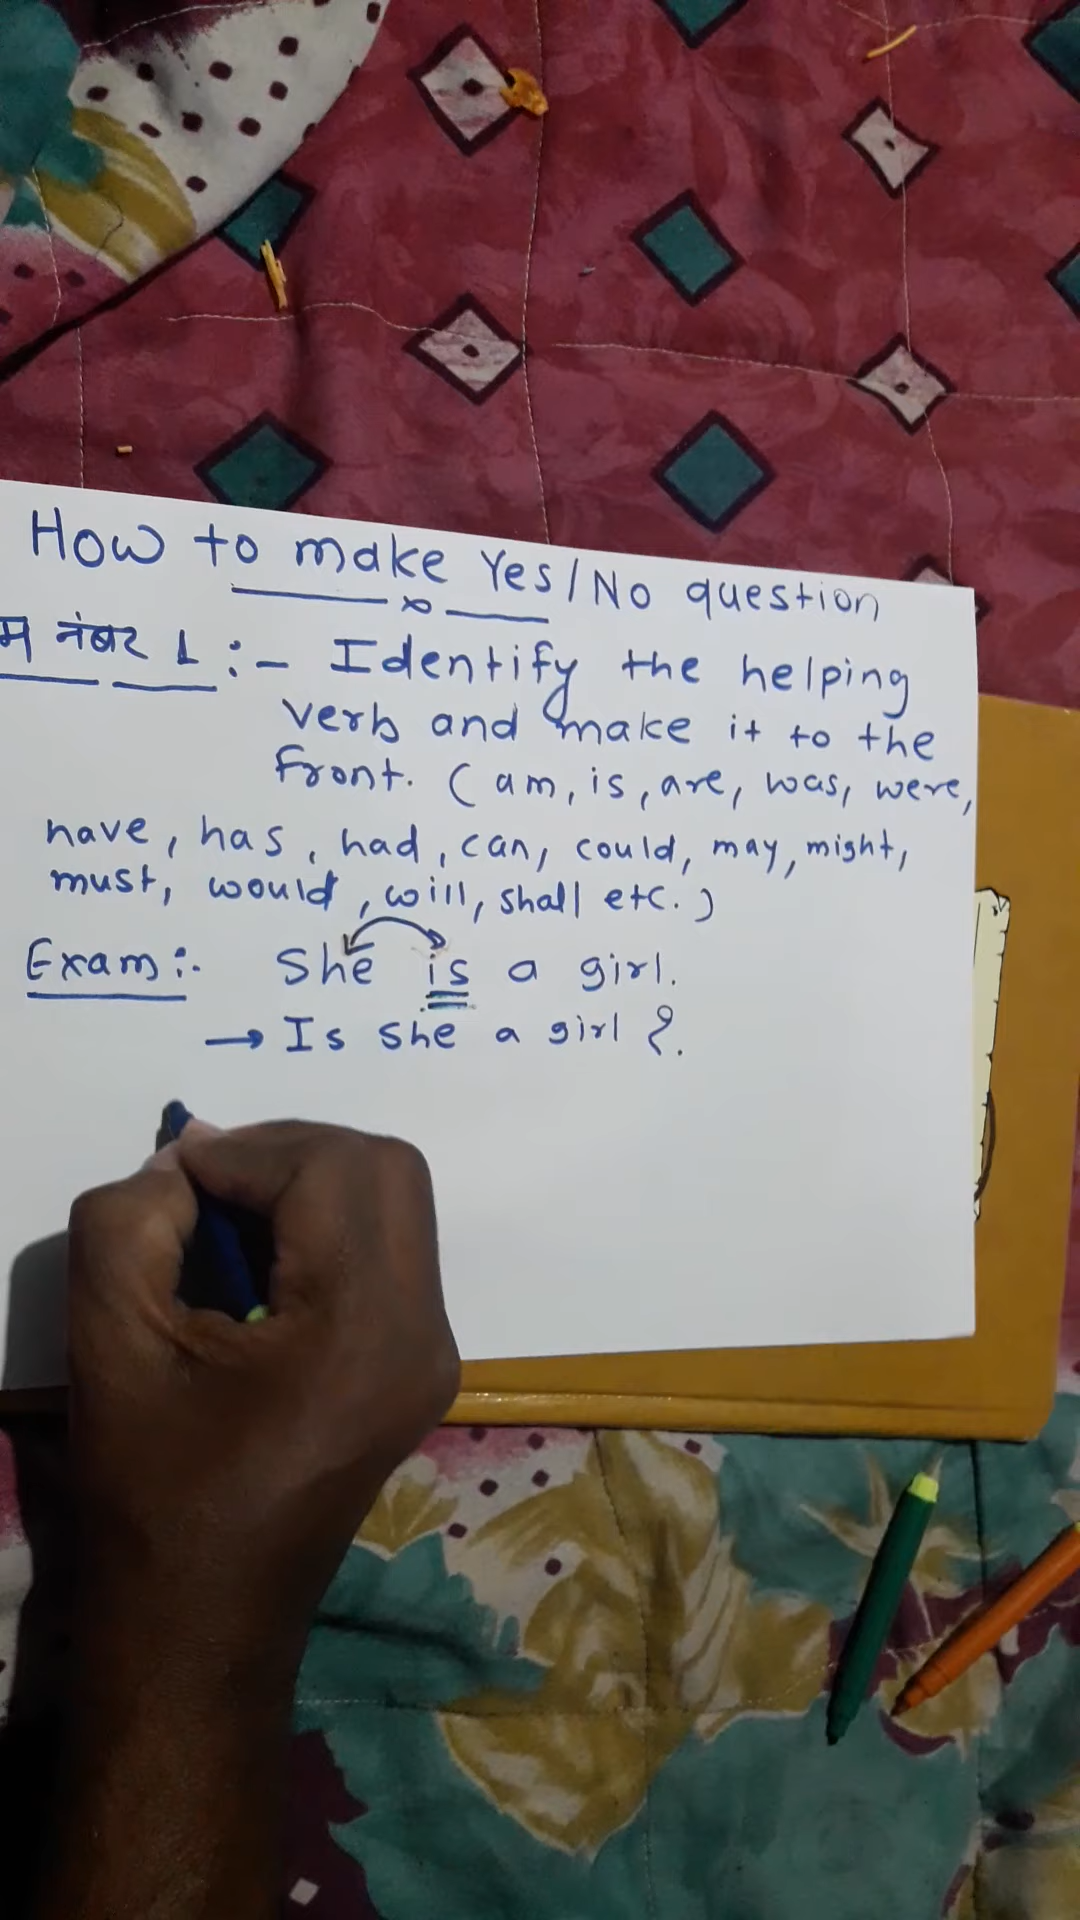 How to make Yes/No question
नंबर 1 :- Identify the helping
verb and make it to the
front. (am, is, are, was, were,
have, has, had, can, could, may, might,
must, would, will, shall etc.)
Exam:- She is a girl.
→ Is she a girl ?.